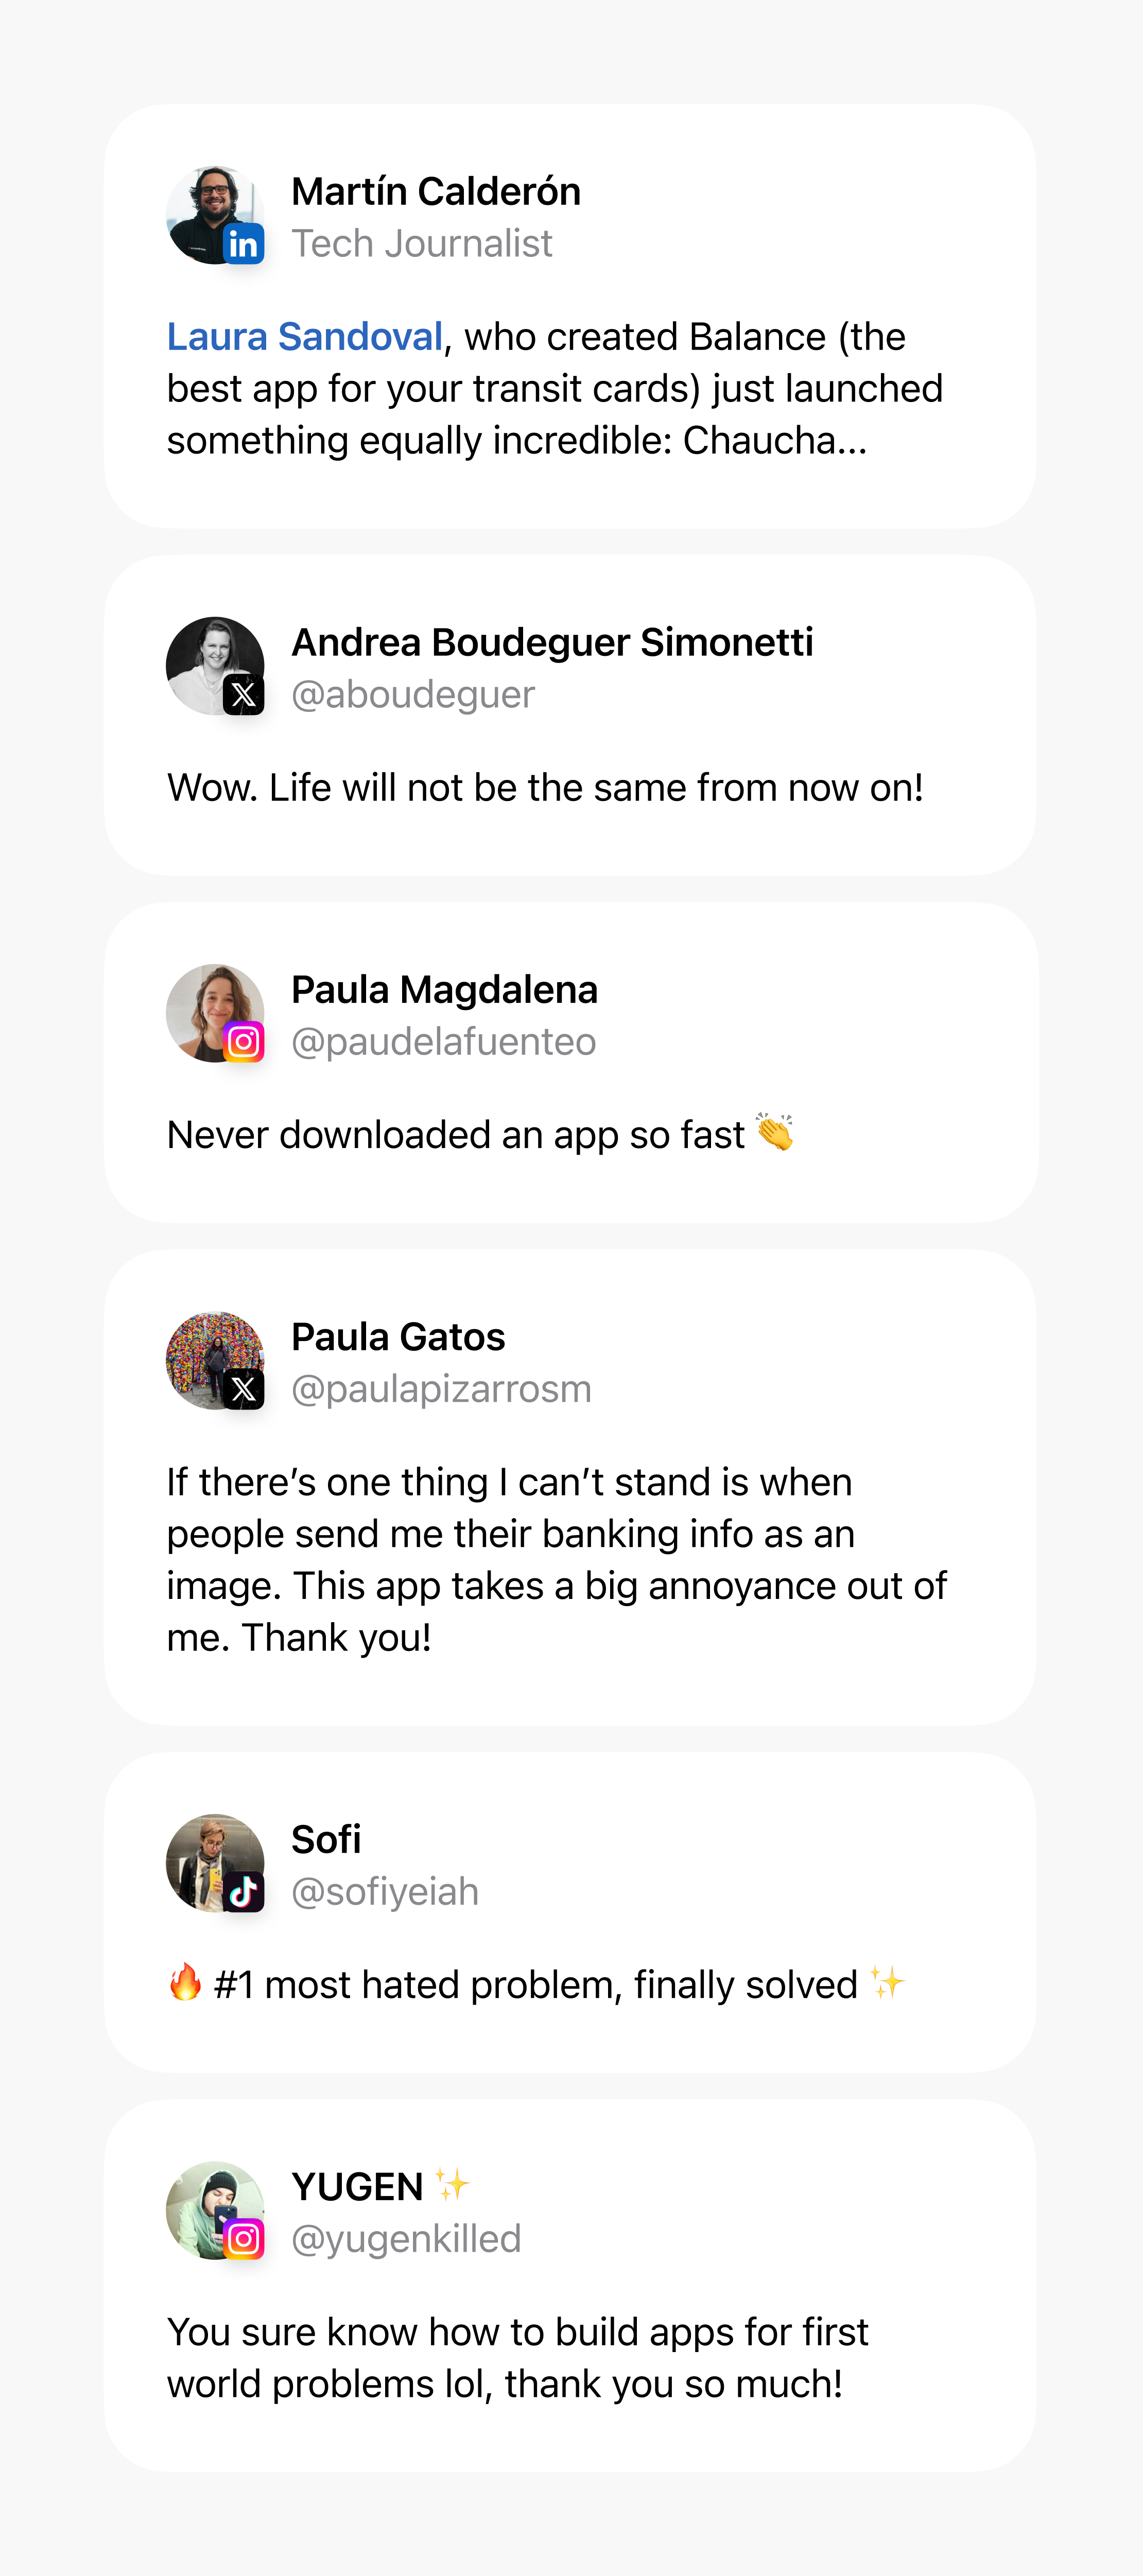 Martín Calderón
in
Tech Journalist
Laura Sandoval, who created Balance (the
best app for your transit cards) just launched
something equally incredible: Chaucha...
Andrea Boudeguer Simonetti
X
@aboudeguer
Wow. Life will not be the same from now on!
Paula Magdalena
@paudelafuenteo
Never downloaded an app so fast 👏
Paula Gatos
X
@paulapizarrosm
If there’s one thing I can’t stand is when
people send me their banking info as an
image. This app takes a big annoyance out of
me. Thank you!
Sofi
@sofiyeiah
🔥 #1 most hated problem, finally solved ✨
YUGEN ✨
@yugenkilled
You sure know how to build apps for first
world problems lol, thank you so much!